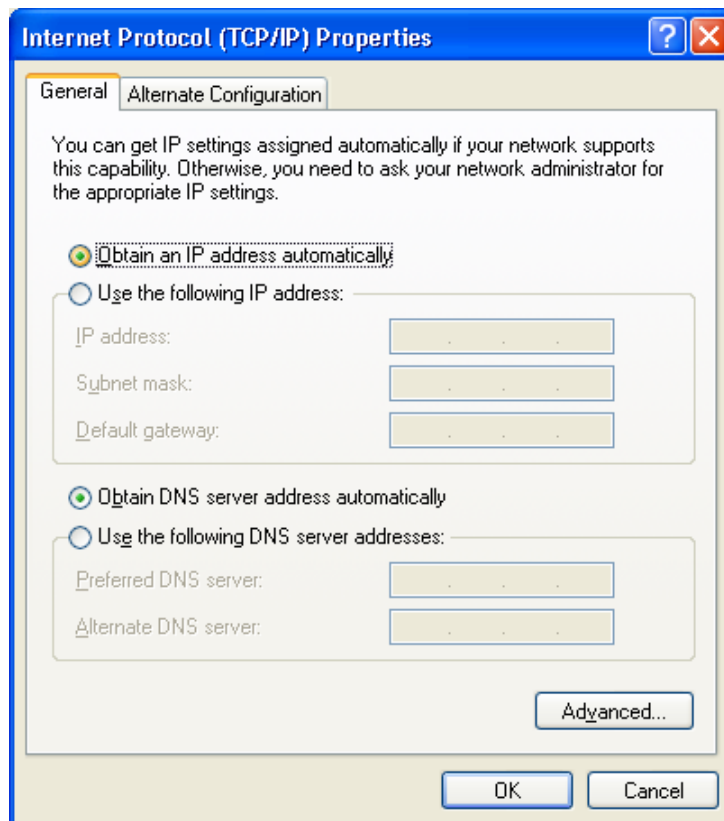 Internet Protocol (TCP/IP) Properties
General
Alternate Configuration
You can get IP settings assigned automatically if your network supports
this capability. Otherwise, you need to ask your network administrator for
the appropriate IP settings.
Obtain an IP address automatically
Use the following IP address:
IP address:
Subnet mask:
Default gateway:
Obtain DNS server address automatically
Use the following DNS server addresses:
Preferred DNS server:
Alternate DNS server:
Advanced...
OK
Cancel